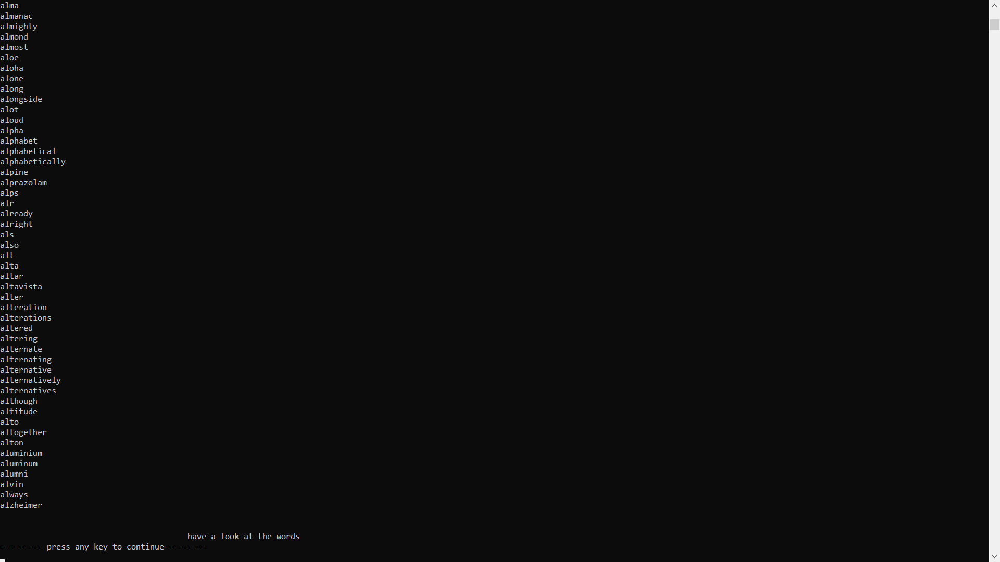 alma
almanac
almighty
almond
almost
aloe
aloha
alone
along
alongside
alot
aloud
alpha
alphabet
alphabetical
alphabetically
alpine
alprazolam
alps
alr
already
alright
als
also
alt
alta
altar
altavista
alter
alteration
alterations
altered
altering
alternate
alternating
alternative
alternatively
alternatives
although
altitude
alto
altogether
alton
aluminium
aluminum
alumni
alvin
always
alzheimer
have a look at the words
----------press any key to continue---------